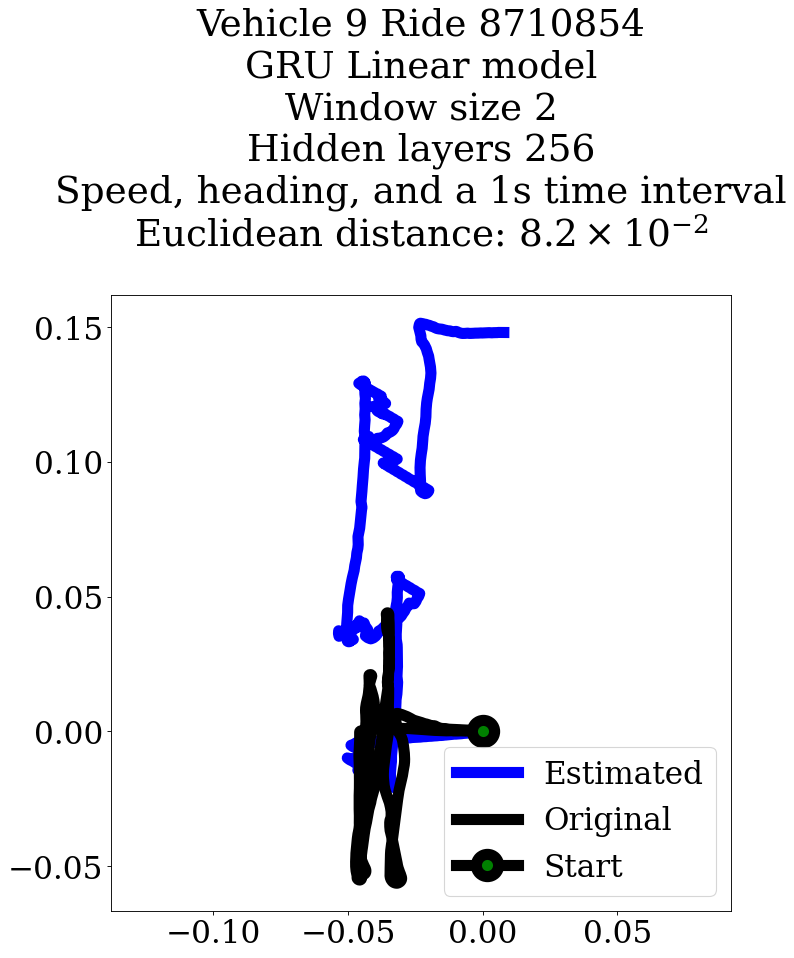 Vehicle 9 Ride 8710854
GRU Linear model
Window size 2
Hidden layers 256
Speed, heading, and a 1s time interval
Euclidean distance: 8.2 × 10⁻²
0.15
0.10
0.05
0.00
−0.05
Estimated
Original
Start
−0.10 −0.05 0.00 0.05